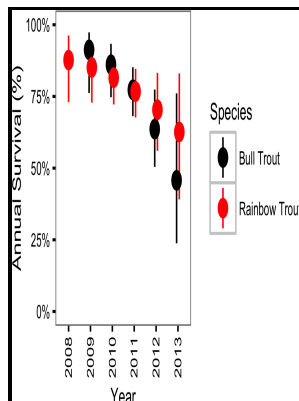 Annual Survival (%)
100%
75%
50%
25%
0%
2008
2009
2010
2011
2012
2013
Year
Species
Bull Trout
Rainbow Trou